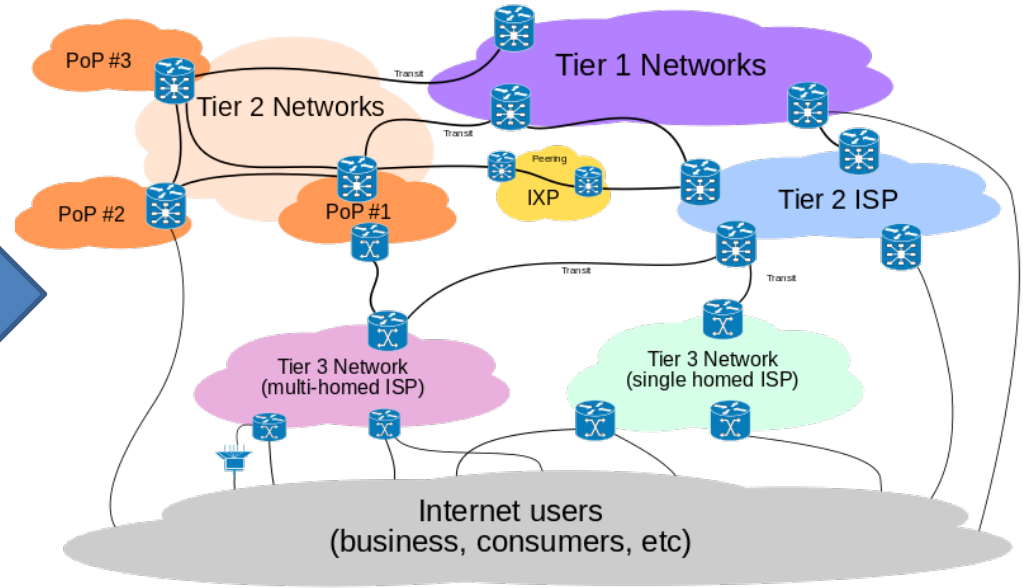 PoP #3
Transit
Tier 1 Networks
Tier 2 Networks
Transit
Peering
IXP
Tier 2 ISP
PoP #2
PoP #1
Transit
Transit
Tier 3 Network
(multi-homed ISP)
Tier 3 Network
(single homed ISP)
Internet users
(business, consumers, etc)